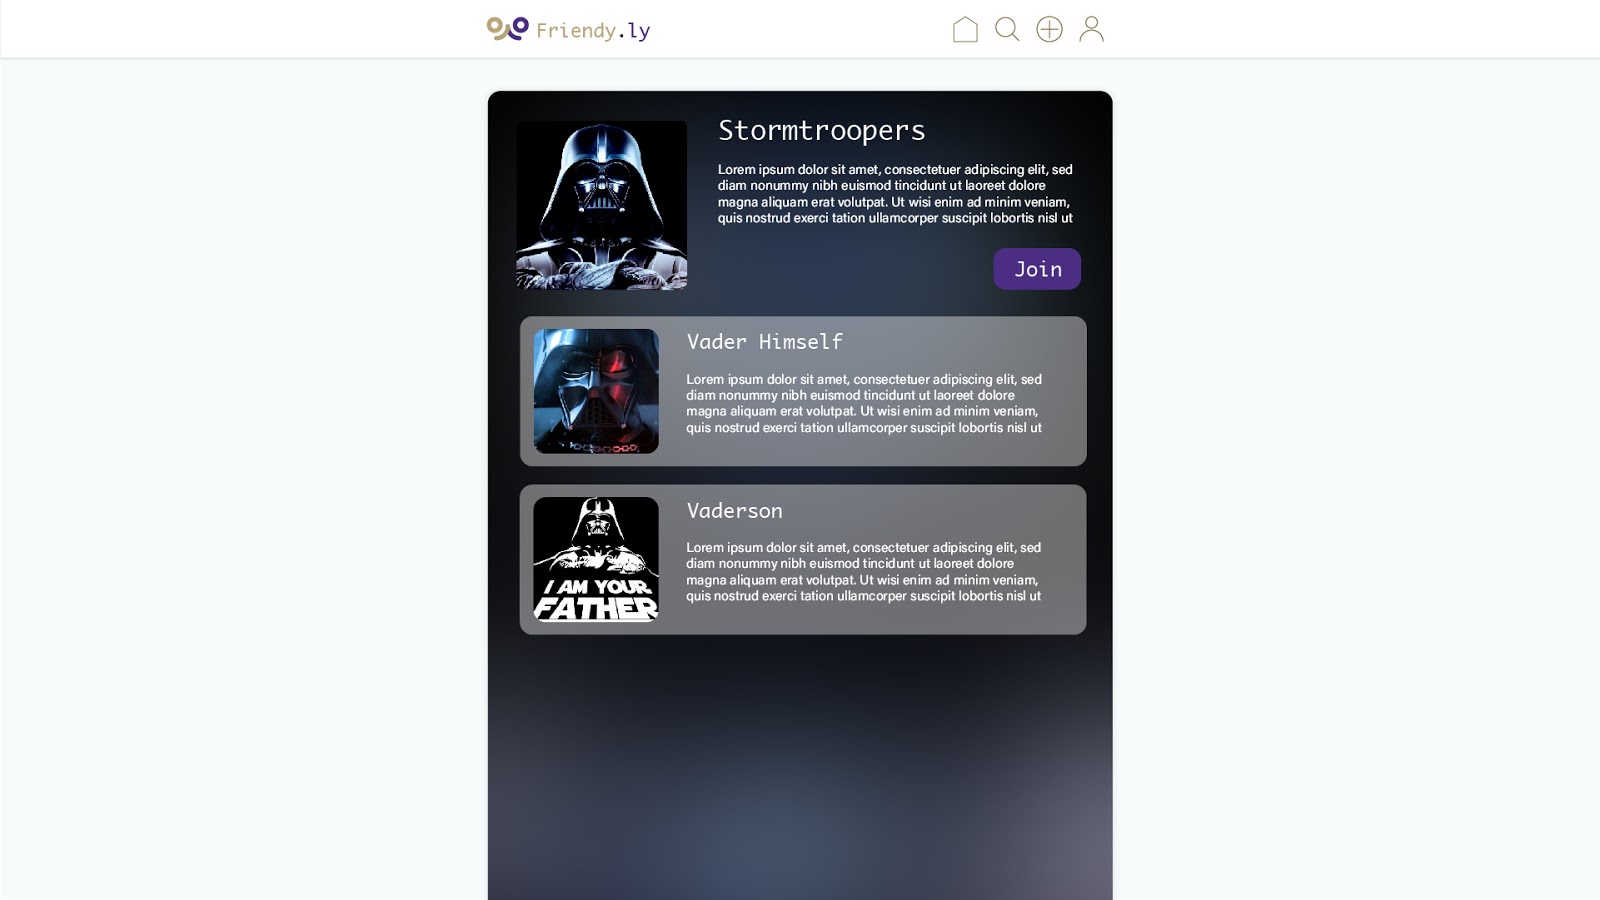 Friendy.ly
Stormtroopers
Lorem ipsum dolor sit amet, consectetuer adipiscing elit, sed
diam nonummy nibh euismod tincidunt ut laoreet dolore
magna aliquam erat volutpat. Ut wisi enim ad minim veniam,
quis nostrud exerci tation ullamcorper suscipit lobortis nisl ut
Join
Vader Himself
Lorem ipsum dolor sit amet, consectetuer adipiscing elit, sed
diam nonummy nibh euismod tincidunt ut laoreet dolore
magna aliquam erat volutpat. Ut wisi enim ad minim veniam,
quis nostrud exerci tation ullamcorper suscipit lobortis nisl ut
Vaderson
Lorem ipsum dolor sit amet, consectetuer adipiscing elit, sed
diam nonummy nibh euismod tincidunt ut laoreet dolore
magna aliquam erat volutpat. Ut wisi enim ad minim veniam,
quis nostrud exerci tation ullamcorper suscipit lobortis nisl ut
I AM YOUR
FATHER